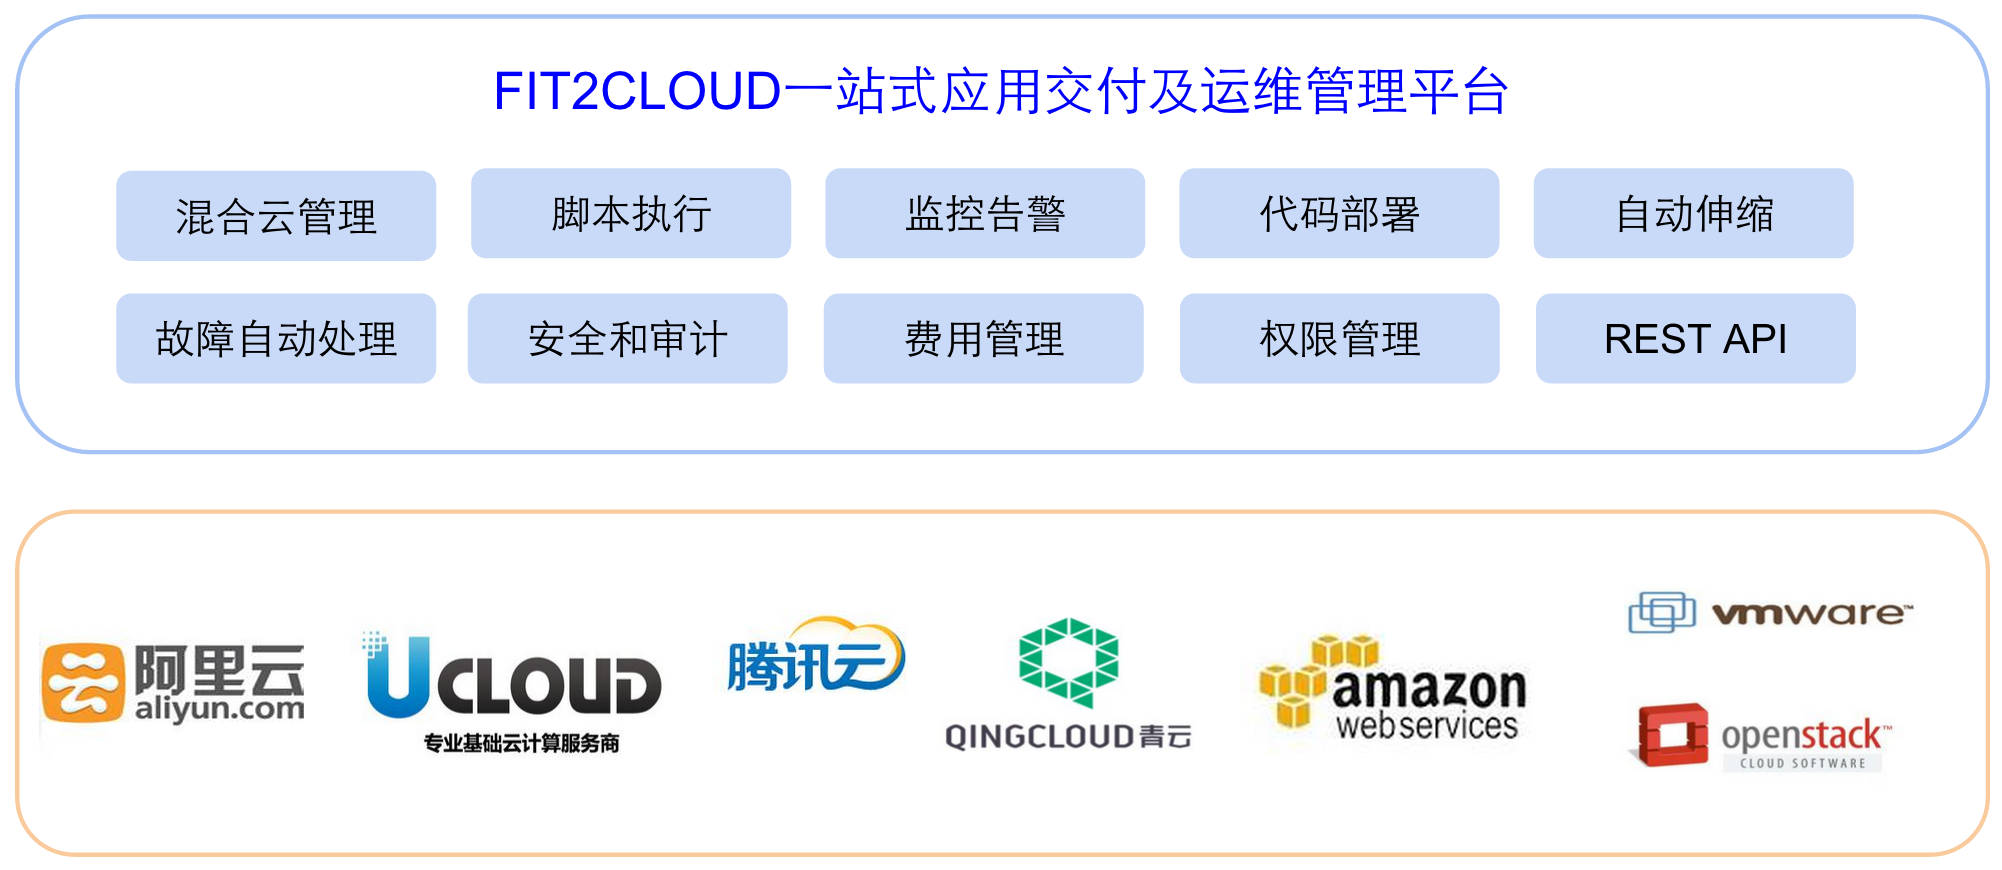 FIT2CLOUD一站式应用交付及运维管理平台
混合云管理
脚本执行
监控告警
代码部署
自动伸缩
故障自动处理
安全和审计
费用管理
权限管理
REST API
阿里云
aliyun.com
UCLOUD
专业基础云计算服务商
腾讯云
QINGCLOUD青云
amazon
webservices
vmware™
openstack™
CLOUD SOFTWARE